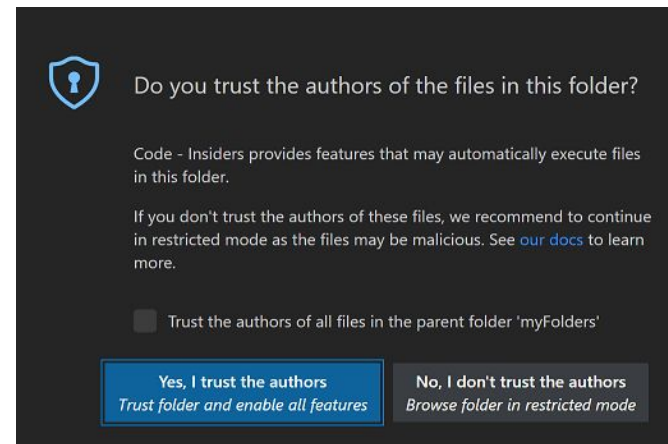 Do you trust the authors of the files in this folder?
Code - Insiders provides features that may automatically execute files
in this folder.
If you don't trust the authors of these files, we recommend to continue
in restricted mode as the files may be malicious. See our docs to learn
more.
Trust the authors of all files in the parent folder 'myFolders'
Yes, I trust the authors
Trust folder and enable all features
No, I don't trust the authors
Browse folder in restricted mode